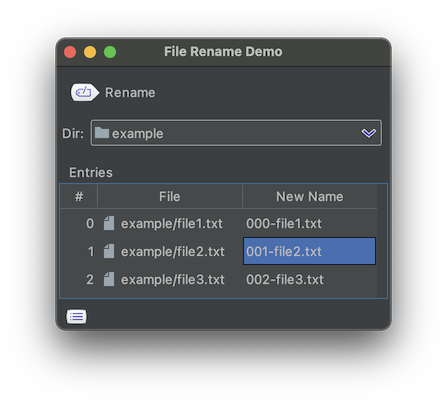 File Rename Demo
Rename
Dir: example
Entries
# File New Name
0 example/file1.txt 000-file1.txt
1 example/file2.txt 001-file2.txt
2 example/file3.txt 002-file3.txt